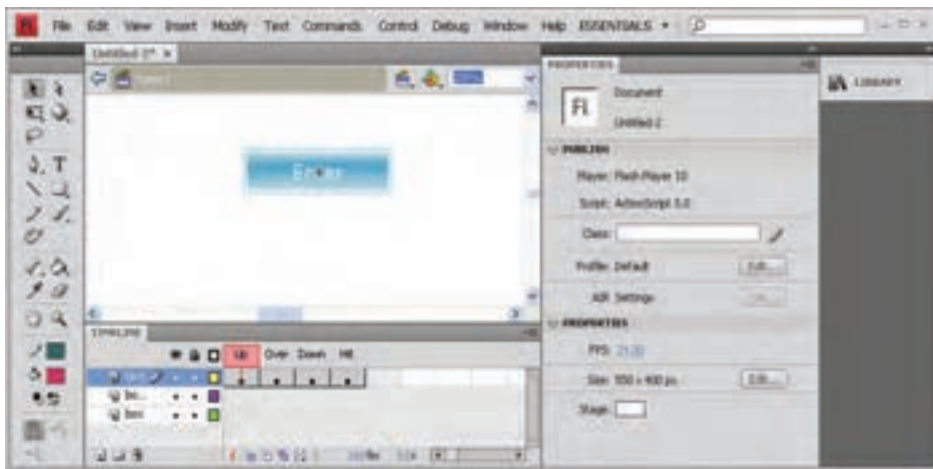 FL File Edit View Insert Modify Text Commands Control Debug Window Help ESSENTIALS
Untitled-2*
PROPERTIES
LIBRARY
FL
Document
Untitled-2
PUBLISH
Player: Flash Player 10
Script: ActionScript 3.0
Class:
Profile: Default Edit...
AIR Settings
PROPERTIES
FPS:
Size: 550 x 400 px Edit...
Stage:
Enter
TIMELINE
Up Over Down Hit